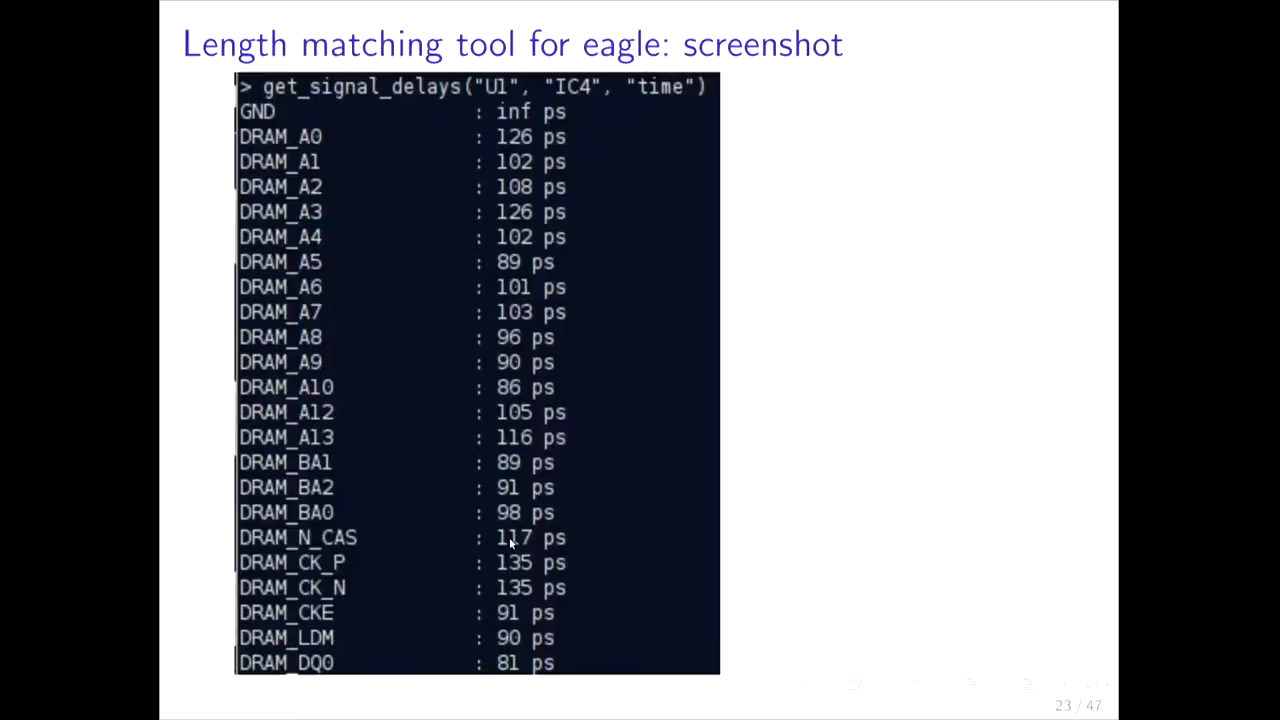 Length matching tool for eagle: screenshot
> get_signal_delays("U1", "IC4", "time")
GND : inf ps
DRAM_A0 : 126 ps
DRAM_A1 : 102 ps
DRAM_A2 : 108 ps
DRAM_A3 : 126 ps
DRAM_A4 : 102 ps
DRAM_A5 : 89 ps
DRAM_A6 : 101 ps
DRAM_A7 : 103 ps
DRAM_A8 : 96 ps
DRAM_A9 : 90 ps
DRAM_A10 : 86 ps
DRAM_A12 : 105 ps
DRAM_A13 : 116 ps
DRAM_BA1 : 89 ps
DRAM_BA2 : 91 ps
DRAM_BA0 : 98 ps
DRAM_N_CAS : 117 ps
DRAM_CK_P : 135 ps
DRAM_CK_N : 135 ps
DRAM_CKE : 91 ps
DRAM_LDM : 90 ps
DRAM_DQ0 : 81 ps
23 / 47